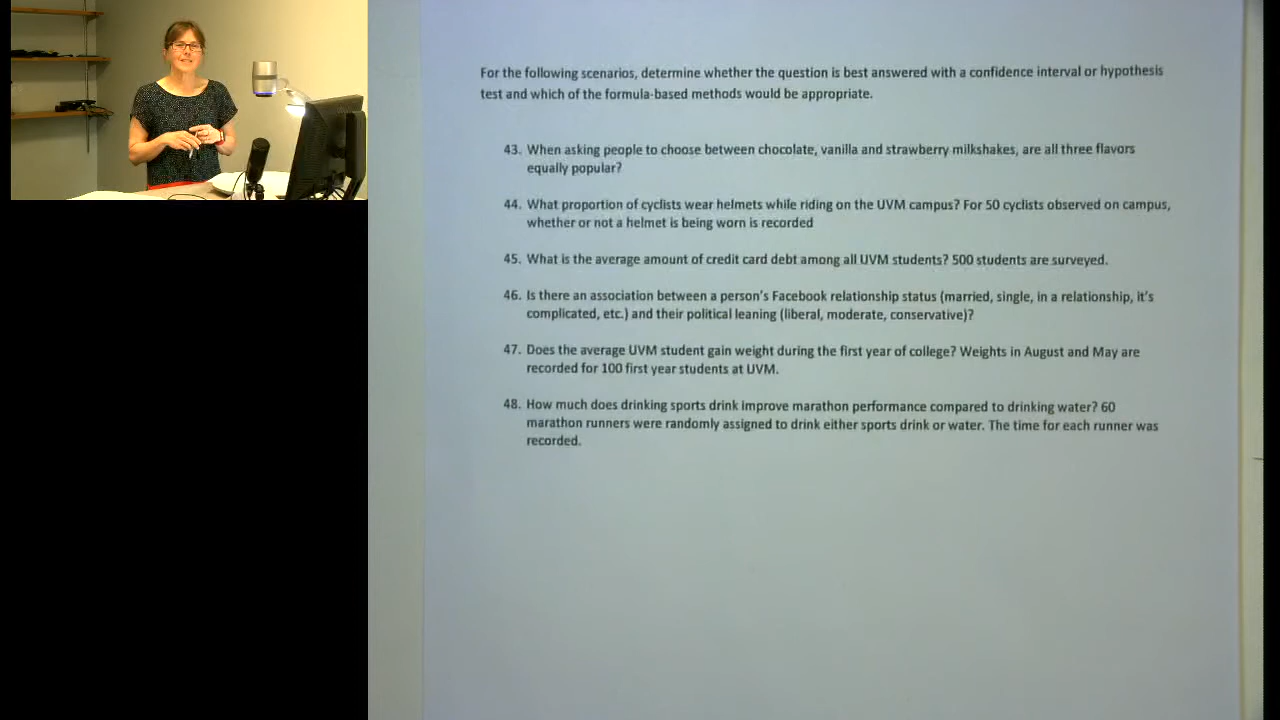 For the following scenarios, determine whether the question is best answered with a confidence interval or hypothesis
test and which of the formula-based methods would be appropriate.
43. When asking people to choose between chocolate, vanilla and strawberry milkshakes, are all three flavors
equally popular?
44. What proportion of cyclists wear helmets while riding on the UVM campus? For 50 cyclists observed on campus,
whether or not a helmet is being worn is recorded
45. What is the average amount of credit card debt among all UVM students? 500 students are surveyed.
46. Is there an association between a person's Facebook relationship status (married, single, in a relationship, it's
complicated, etc.) and their political leaning (liberal, moderate, conservative)?
47. Does the average UVM student gain weight during the first year of college? Weights in August and May are
recorded for 100 first year students at UVM.
48. How much does drinking sports drink improve marathon performance compared to drinking water? 60
marathon runners were randomly assigned to drink either sports drink or water. The time for each runner was
recorded.